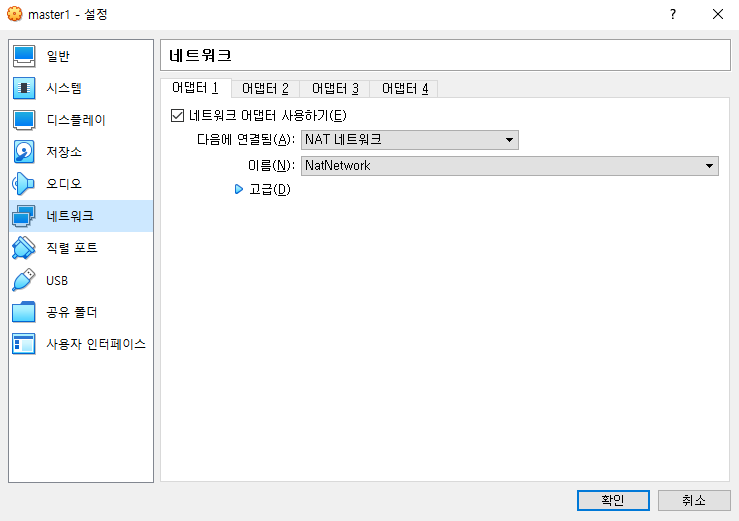 master1 - 설정
?
일반
시스템
디스플레이
저장소
오디오
네트워크
직렬 포트
USB
공유 폴더
사용자 인터페이스
네트워크
어댑터 1 어댑터 2 어댑터 3 어댑터 4
네트워크 어댑터 사용하기(E)
다음에 연결됨(A): NAT 네트워크
이름(N): NatNetwork
고급(D)
확인 취소